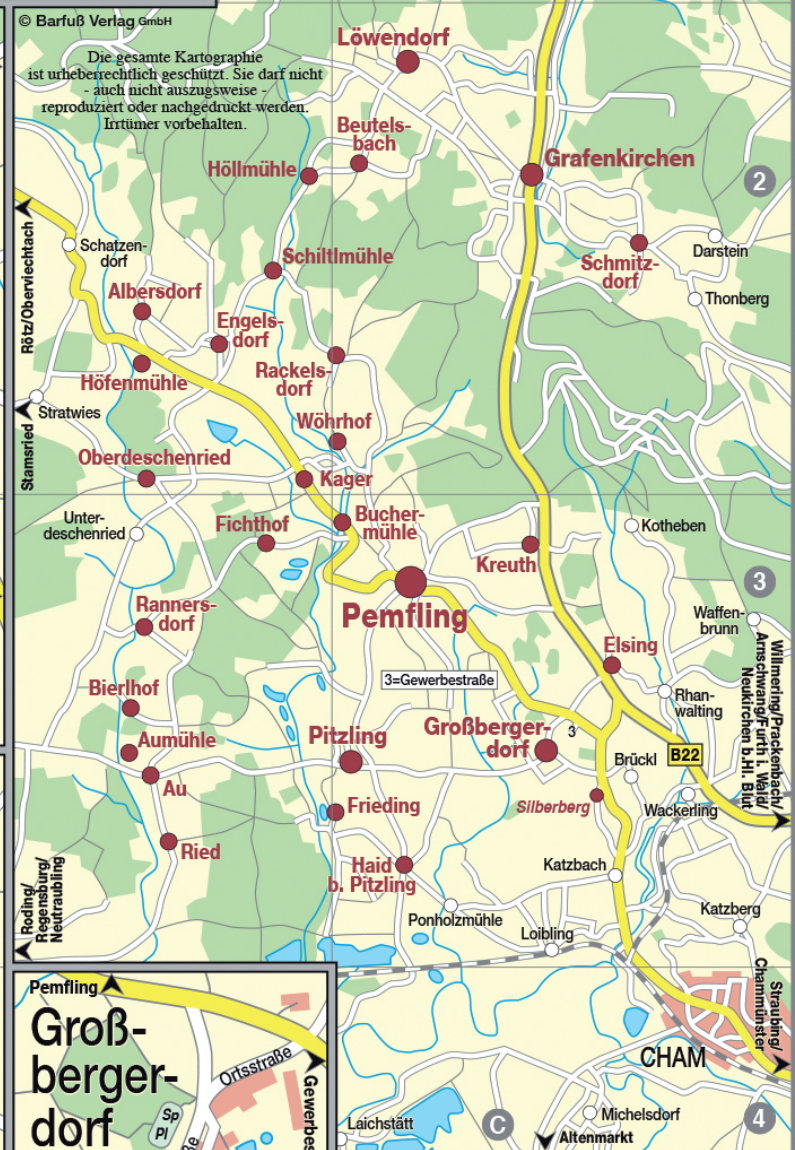 © Barfuß Verlag GmbH
Die gesamte Kartographie
ist urheberrechtlich geschützt. Sie darf nicht
- auch nicht auszugsweise -
reproduziert oder nachgedruckt werden.
Irrtümer vorbehalten.
Löwendorf
Beutels-
bach
Höllmühle
Grafenkirchen
2
Rötz/Oberviechtach
Schatzen-
dorf
Schiltlmühle
Schmitz-
dorf
Darstein
Thonberg
Albersdorf
Engels-
dorf
Höfenmühle
Rackels-
dorf
Stratwies
Stamsried
Wöhrhof
Oberdeschenried
Kager
Unter-
deschenried
Fichthof
Bucher-
mühle
Kotheben
Kreuth
3
Pemfling
Ranners-
dorf
Waffen-
brunn
Elsing
Willmering/Prackenbach/
Arnschwang/Furth i. Wald/
Neukirchen b.Hl. Blut
3=Gewerbestraße
Bierlhof
Rhan-
walting
Aumühle
Pitzling
Großberger-
dorf
3
B22
Au
Brückl
Silberberg
Wackerling
Frieding
Ried
Haid
b. Pitzling
Katzbach
Roding/
Regensburg/
Neutraubling
Ponholzmühle
Loibling
Katzberg
Straubing/
Chammünster
Pemfling
Groß-
berger-
dorf
Ortsstraße
Gewerbes
Sp
Pl
ße
CHAM
Laichstätt
C
Michelsdorf
Altenmarkt
4